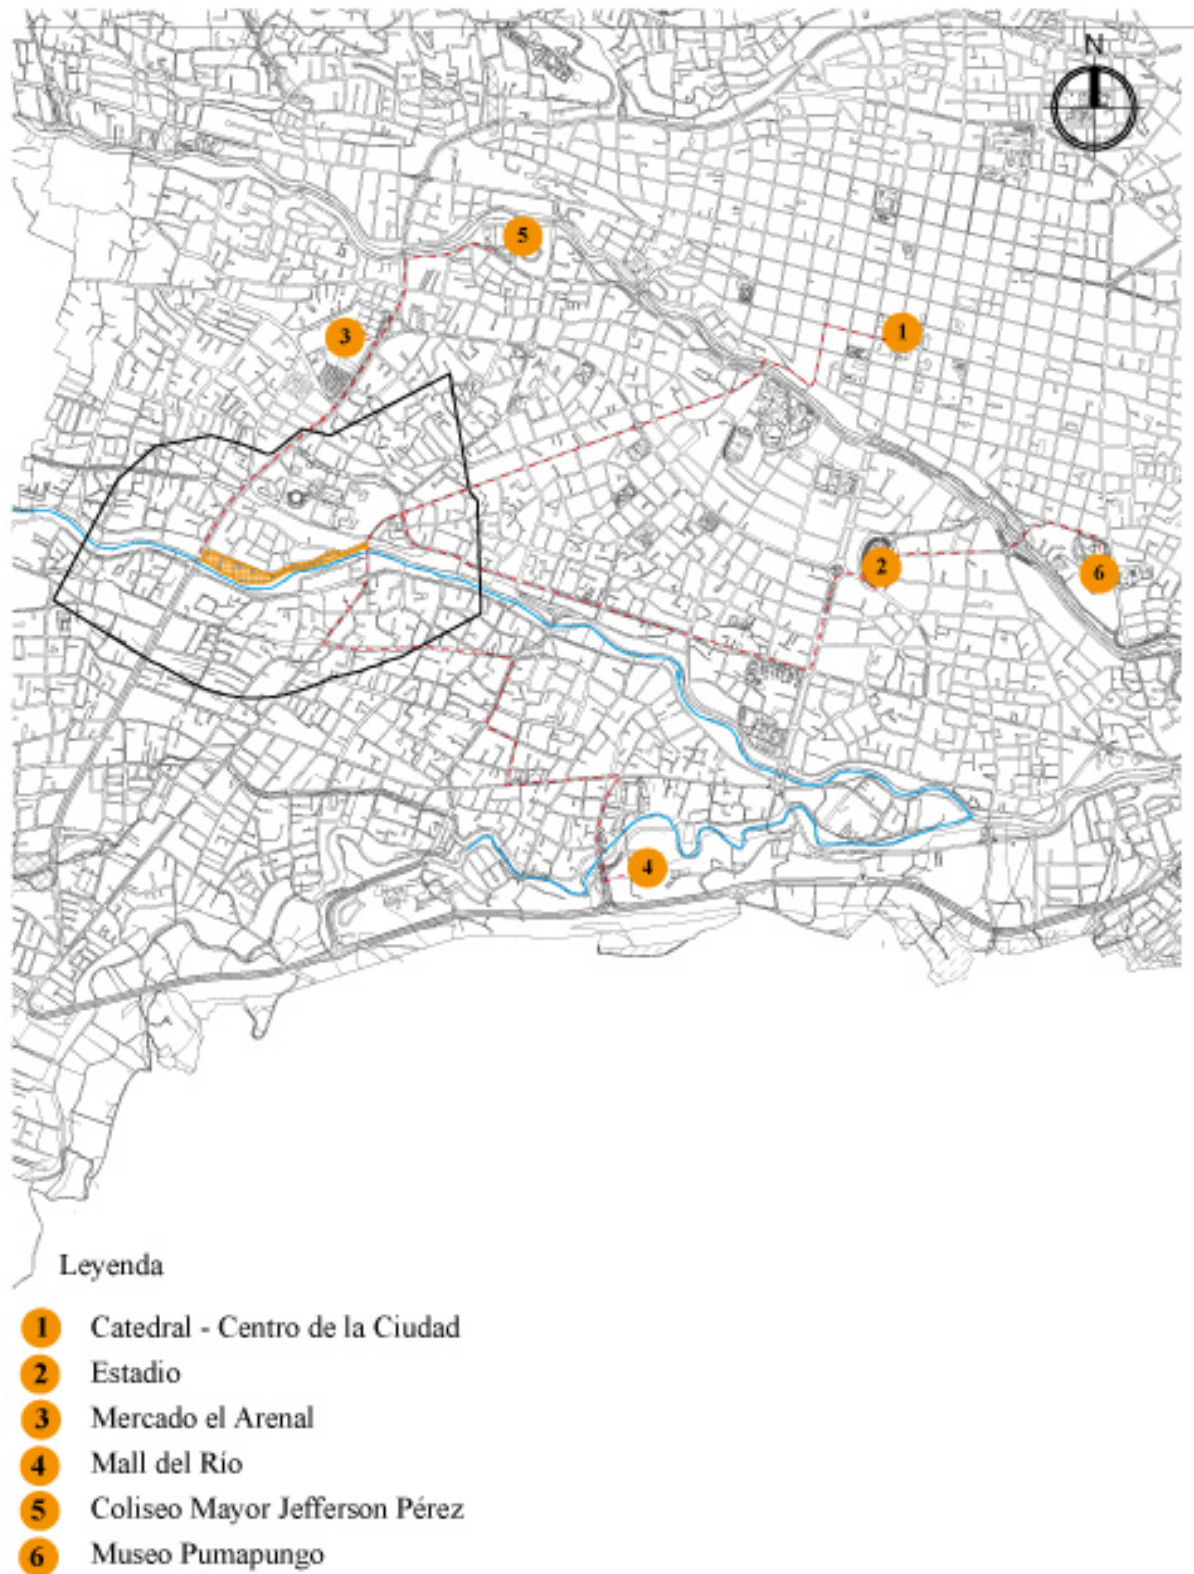 N
5
1
3
2
6
4
Leyenda
1 Catedral - Centro de la Ciudad
2 Estadio
3 Mercado el Arenal
4 Mall del Río
5 Coliseo Mayor Jefferson Pérez
6 Museo Pumapungo